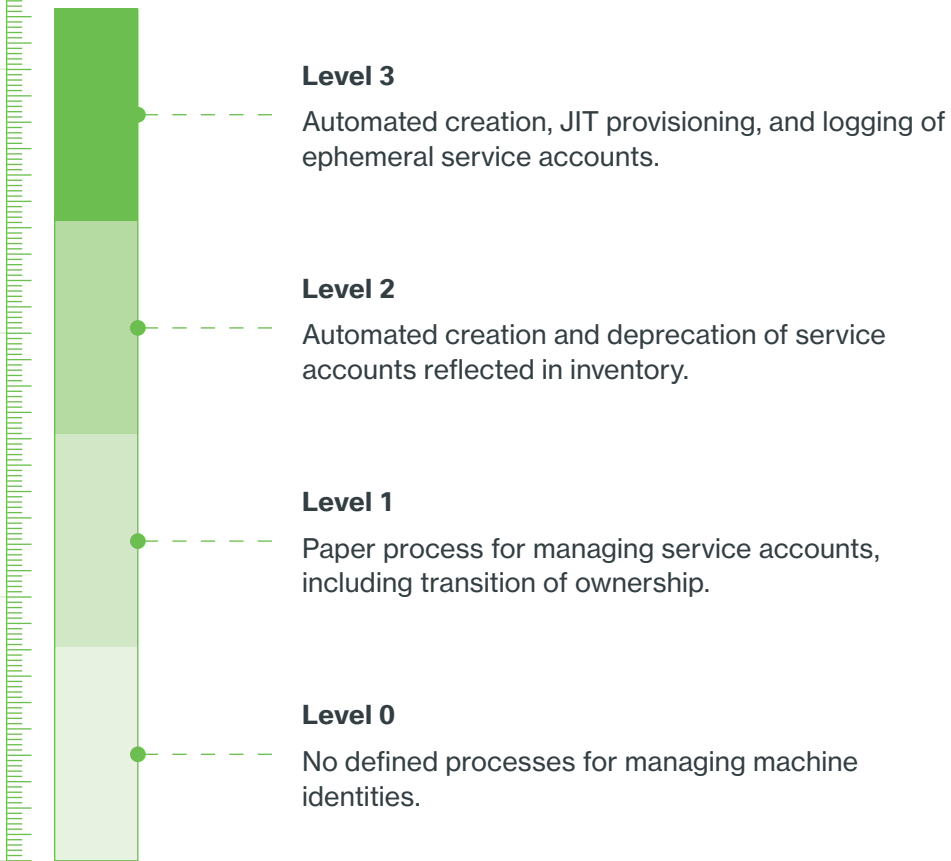 Level 3
Automated creation, JIT provisioning, and logging of
ephemeral service accounts.
Level 2
Automated creation and deprecation of service
accounts reflected in inventory.
Level 1
Paper process for managing service accounts,
including transition of ownership.
Level 0
No defined processes for managing machine
identities.